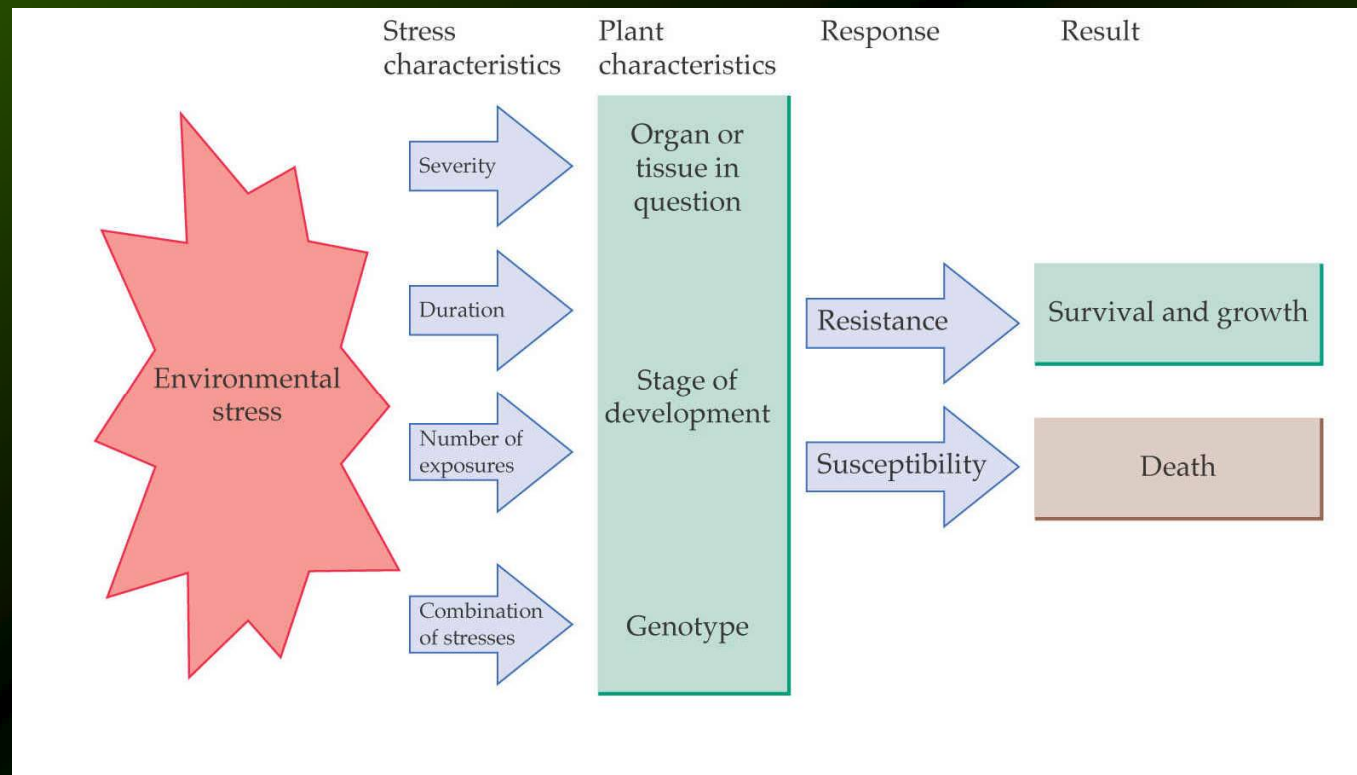 Stress
characteristics
Plant
characteristics
Response
Result
Environmental
stress
Severity
Duration
Number of
exposures
Combination
of stresses
Organ or
tissue in
question
Stage of
development
Genotype
Resistance
Susceptibility
Survival and growth
Death